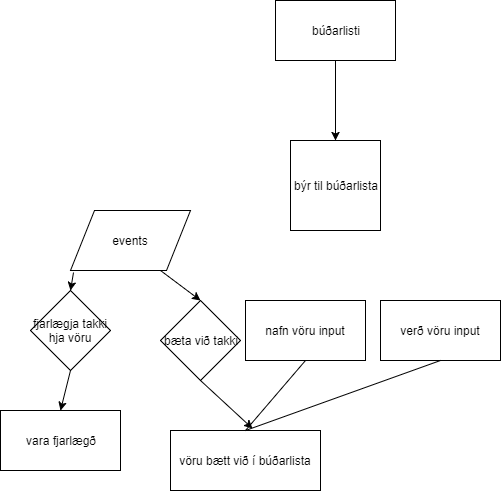 búðarlisti
býr til búðarlista
events
fjarlægja takki
hja vöru
bæta við takki
nafn vöru input
verð vöru input
vara fjarlægð
vöru bætt við í búðarlista